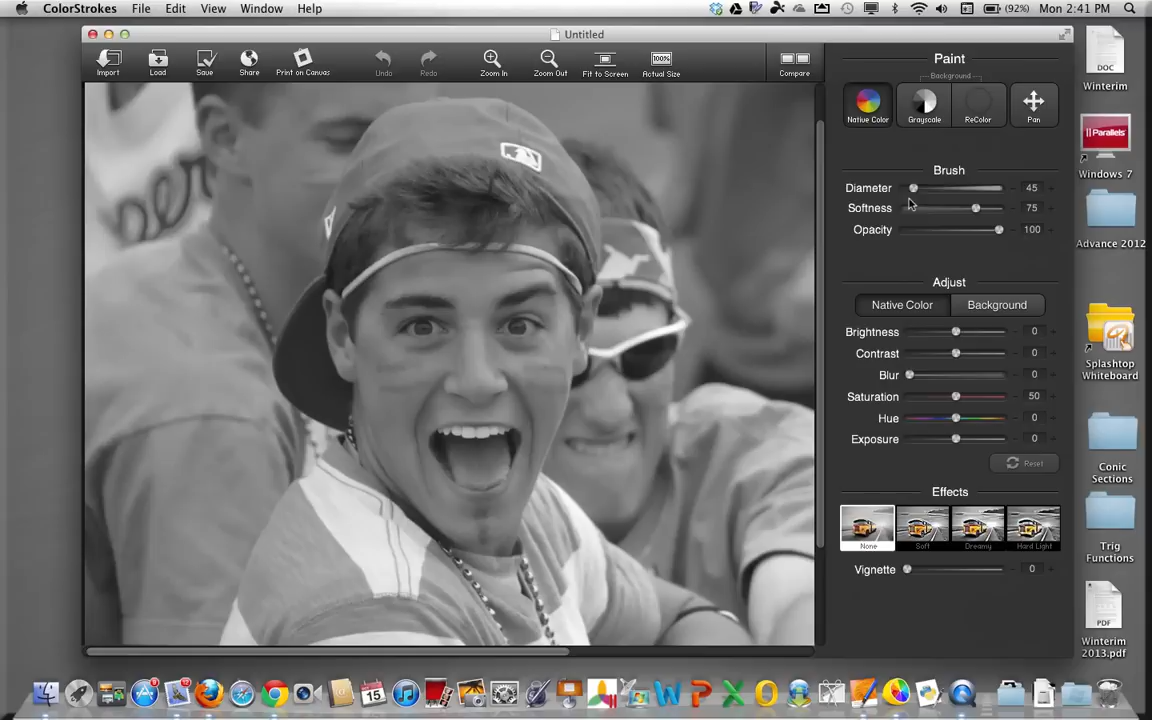 ColorStrokes File Edit View Window Help
(92%) Mon 2:41 PM
Untitled
Import Load Save Share Print on Canvas Undo Redo Zoom In Zoom Out Fit to Screen 100% Actual Size Compare
Paint
Background
Native Color Grayscale ReColor Pan
Brush
Diameter 45
Softness 75
Opacity 100
Adjust
Native Color Background
Brightness 0
Contrast 0
Blur 0
Saturation 50
Hue 0
Exposure 0
Reset
Effects
None Soft Dreamy Hard Light
Vignette 0
DOC
Winterim
Parallels
Windows 7
Advance 2012
Splashtop
Whiteboard
Conic
Sections
Trig
Functions
PDF
Winterim
2013.pdf
15